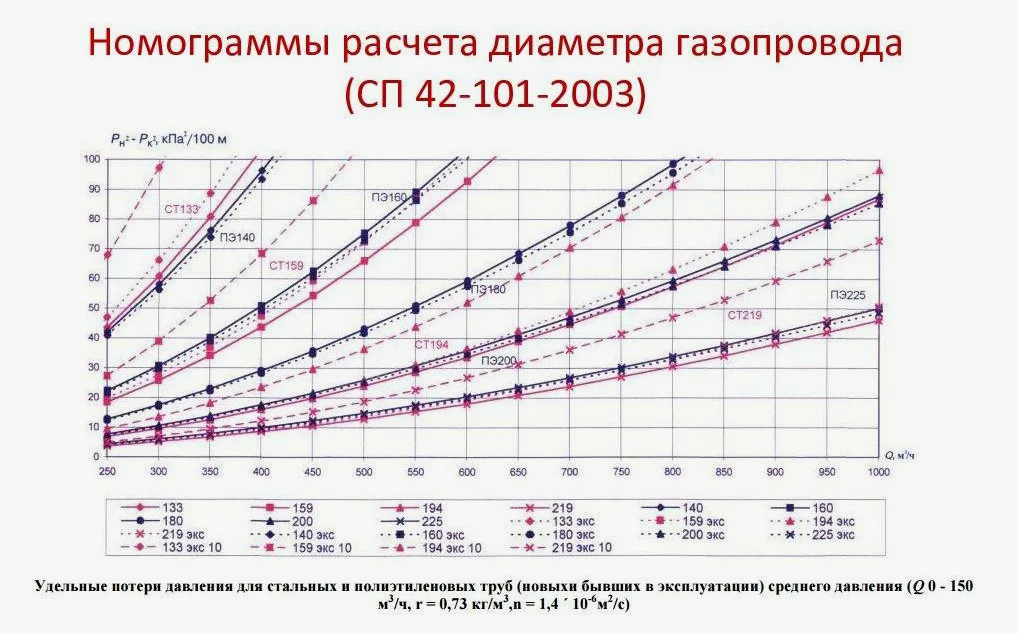 Номограммы расчета диаметра газопровода
(СП 42-101-2003)
Pн² - Pк², кПа²/100 м
100
90
80
70
60
50
40
30
20
10
0
СТ133
ПЭ140
СТ159
ПЭ160
ПЭ180
СТ194
ПЭ200
СТ219
ПЭ225
250 300 350 400 450 500 550 600 650 700 750 800 850 900 950 1000
Q, м³/ч
133 159 194 219 140 160
180 200 225 133 экс 159 экс 194 экс
219 экс 140 экс 160 экс 180 экс 200 экс 225 экс
133 экс 10 159 экс 10 194 экс 10 219 экс 10
Удельные потери давления для стальных и полиэтиленовых труб (новыхи бывших в эксплуатации) среднего давления (Q 0 - 150
м³/ч, r = 0,73 кг/м³,n = 1,4 ´ 10⁻⁶м²/с)